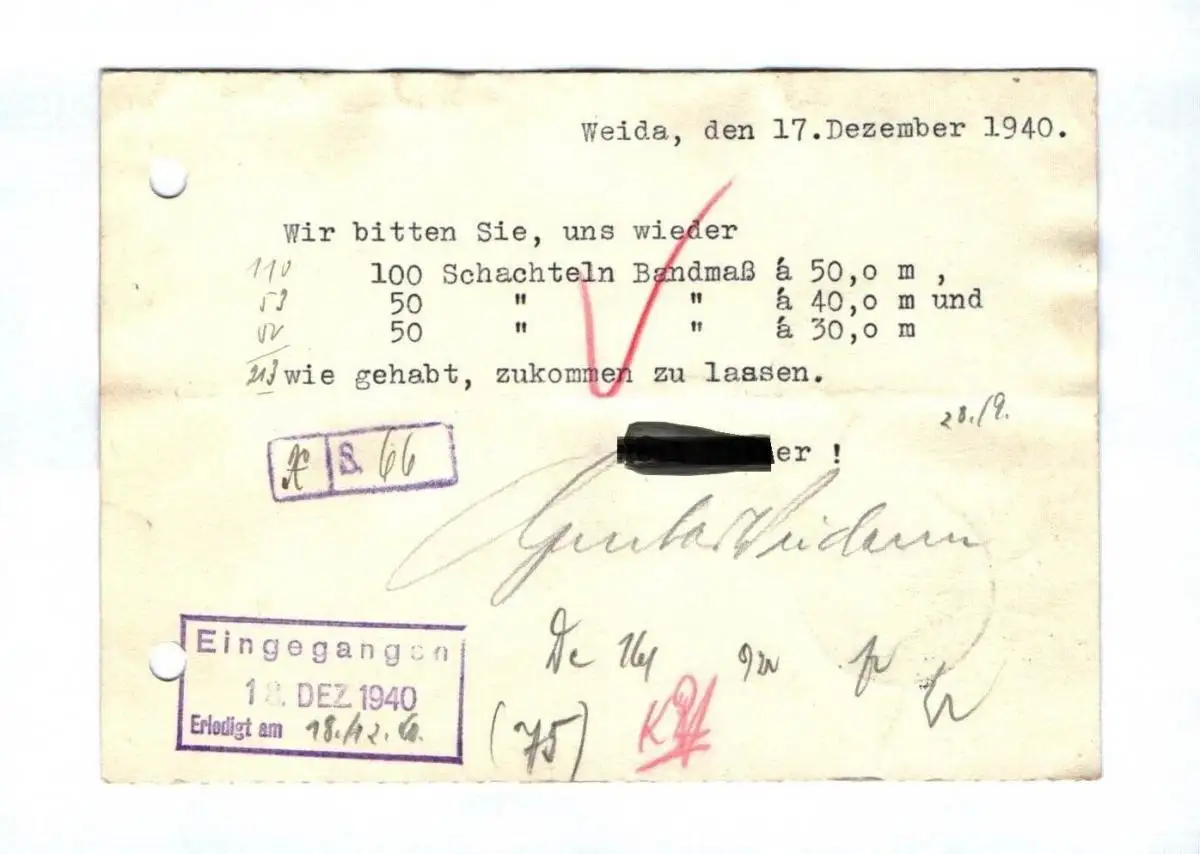 Weida, den 17.Dezember 1940.
Wir bitten Sie, uns wieder
110 100 Schachteln Bandmaß á 50,o m ,
53 50 " " á 40,o m und
50 " " á 30,o m
213 wie gehabt, zukommen zu lassen.
28./9.
er !
S. 66
Eingegangen
18. DEZ 1940
Erledigt am 18./12. 40.
(75)